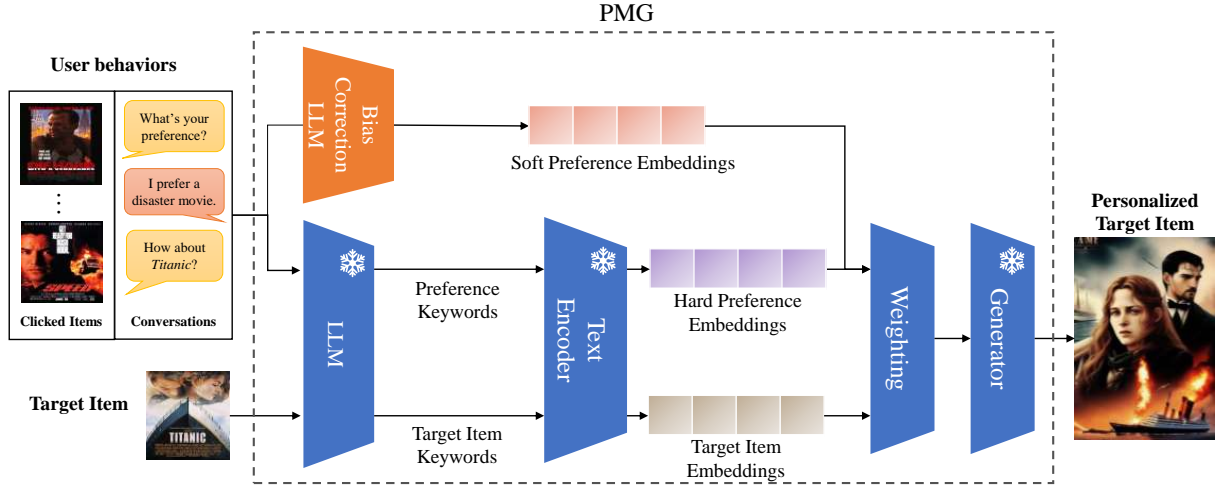 PMG
User behaviors
What's your
preference?
I prefer a
disaster movie.
How about
Titanic?
SPEED
Clicked Items
Conversations
Target Item
TITANIC
Bias
Correction
LLM
Soft Preference Embeddings
LLM
Preference
Keywords
Target Item
Keywords
Text
Encoder
Hard Preference
Embeddings
Target Item
Embeddings
Weighting
Generator
Personalized
Target Item